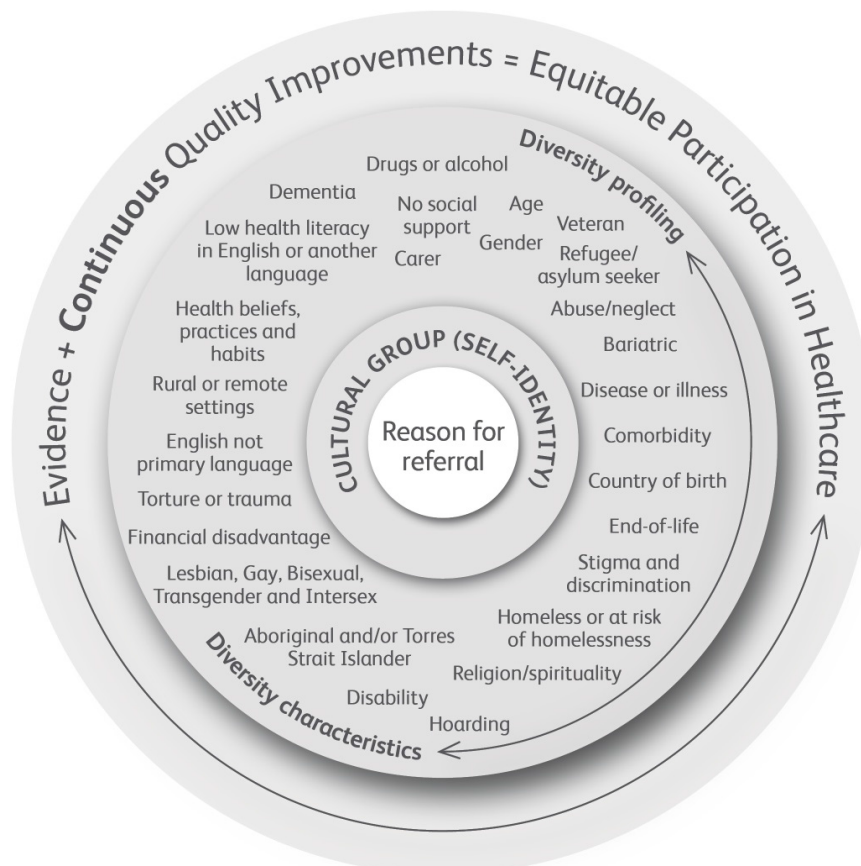 Evidence + Continuous Quality Improvements = Equitable Participation in Healthcare
Diversity profiling
Drugs or alcohol
Dementia
No social
support
Age
Veteran
Low health literacy
in English or another
language
Carer
Gender
Refugee/
asylum seeker
Health beliefs,
practices and
habits
Abuse/neglect
Bariatric
Rural or remote
settings
Disease or illness
English not
primary language
Comorbidity
Torture or trauma
Country of birth
Financial disadvantage
End-of-life
Lesbian, Gay, Bisexual,
Transgender and Intersex
Stigma and
discrimination
Aboriginal and/or Torres
Strait Islander
Homeless or at risk
of homelessness
Religion/spirituality
Disability
Hoarding
Diversity characteristics
CULTURAL GROUP (SELF-IDENTITY)
Reason for
referral